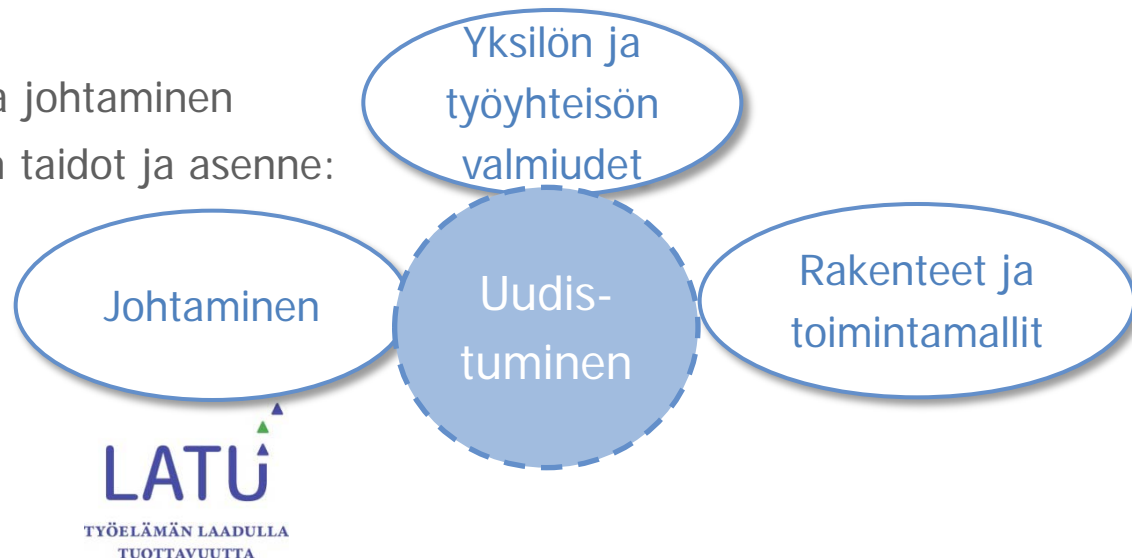 Yksilön ja
työyhteisön
valmiudet
johtaminen
taidot ja asenne:
Johtaminen
Uudis-
tuminen
Rakenteet ja
toimintamallit
LATU
TYÖELÄMÄN LAADULLA
TUOTTAVUUTTA